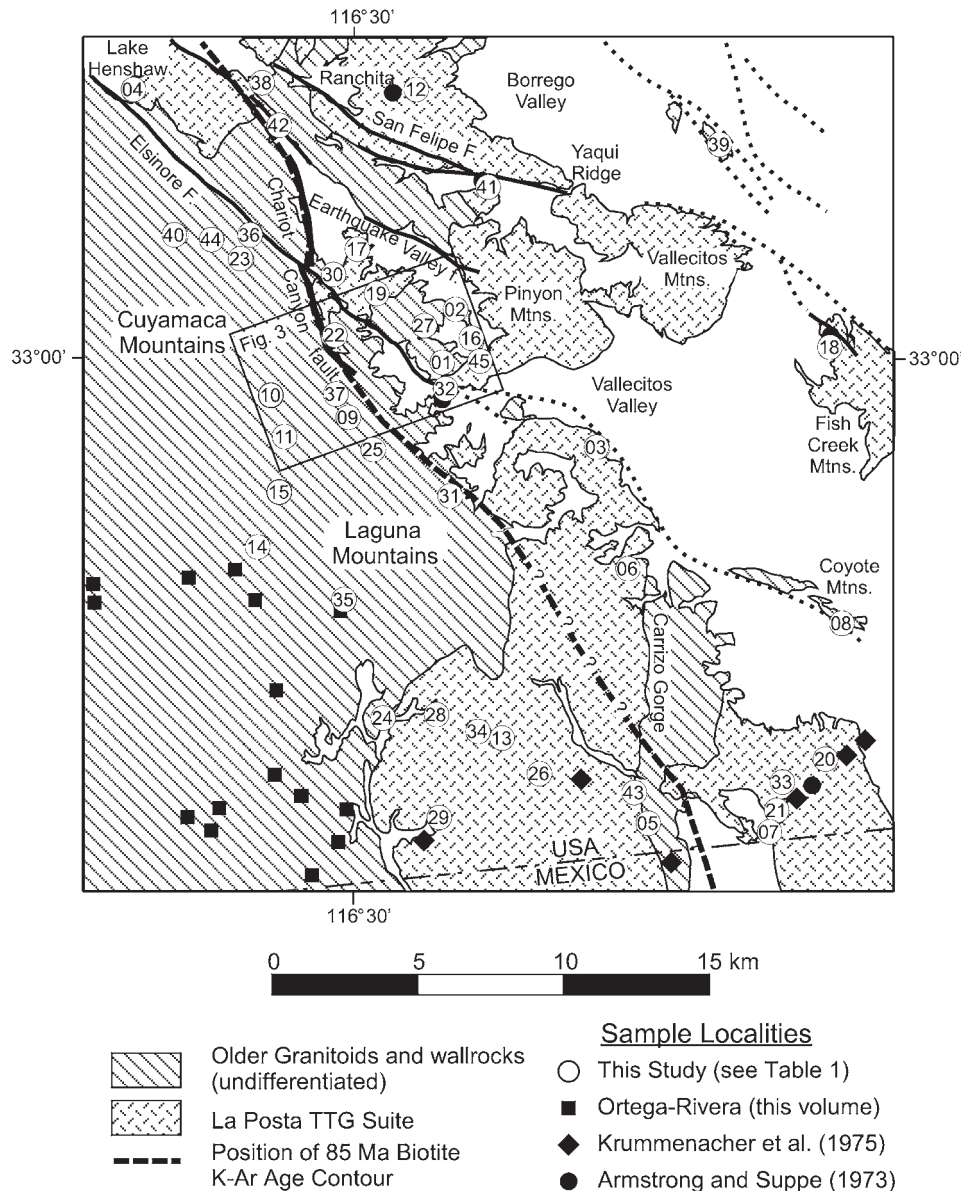 116°30'
Lake
Henshaw
04
38
Ranchita
12
Borrego
Valley
42
San Felipe F
39
Elsinore F
Yaqui
Ridge
41
Chariot
Earthquake Valley f.
40
44
36
23
17
Vallecitos
Mtns.
30
19
02
Pinyon
Mtns.
Canyon
Cuyamaca
Mountains
27
16
22
Fig. 3
18
33°00'
33°00'
01
45
fault
32
Vallecitos
Valley
10
37
09
Fish
Creek
Mtns.
11
25
03
15
31
Laguna
Mountains
14
06
Coyote
Mtns.
35
08
?
?
?
?
Carrizo Gorge
24
28
34
13
20
26
33
43
21
29
05
07
USA
MEXICO
116°30'
0 5 10 15 km
Older Granitoids and wallrocks
(undifferentiated)
La Posta TTG Suite
Position of 85 Ma Biotite
K-Ar Age Contour
Sample Localities
This Study (see Table 1)
Ortega-Rivera (this volume)
Krummenacher et al. (1975)
Armstrong and Suppe (1973)